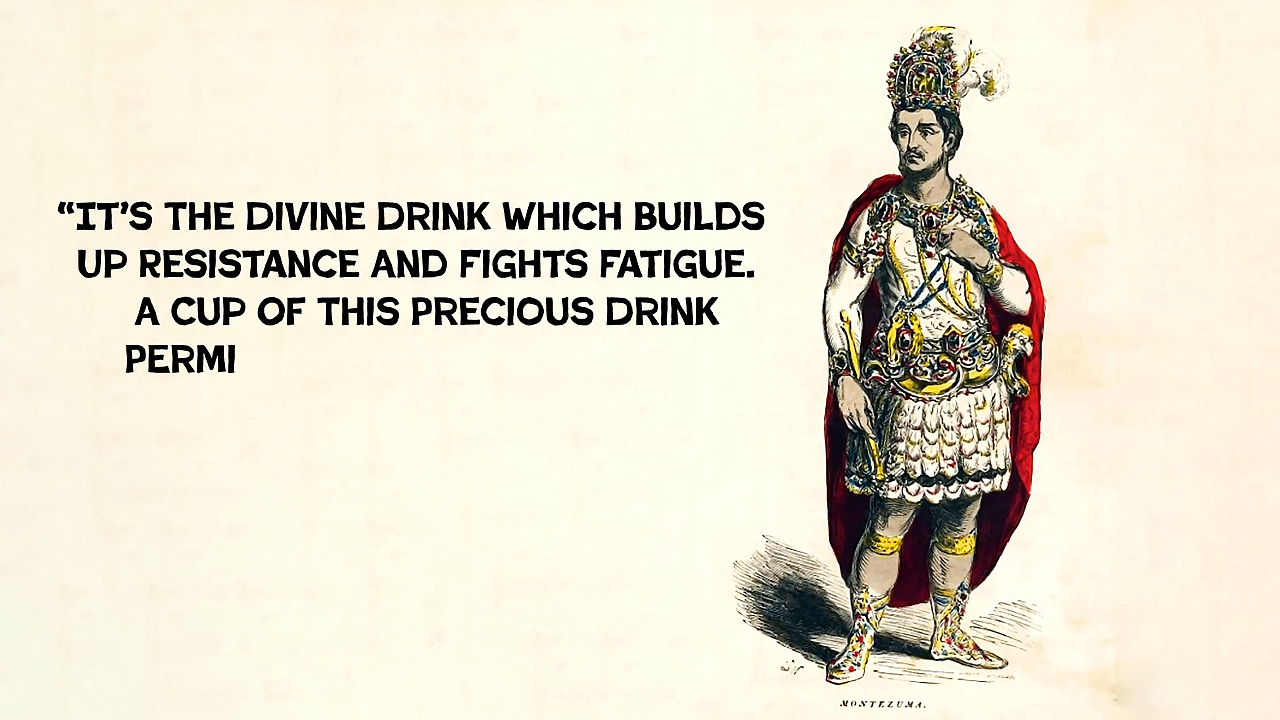 “IT’S THE DIVINE DRINK WHICH BUILDS
UP RESISTANCE AND FIGHTS FATIGUE.
A CUP OF THIS PRECIOUS DRINK
PERMI
MONTEZUMA.